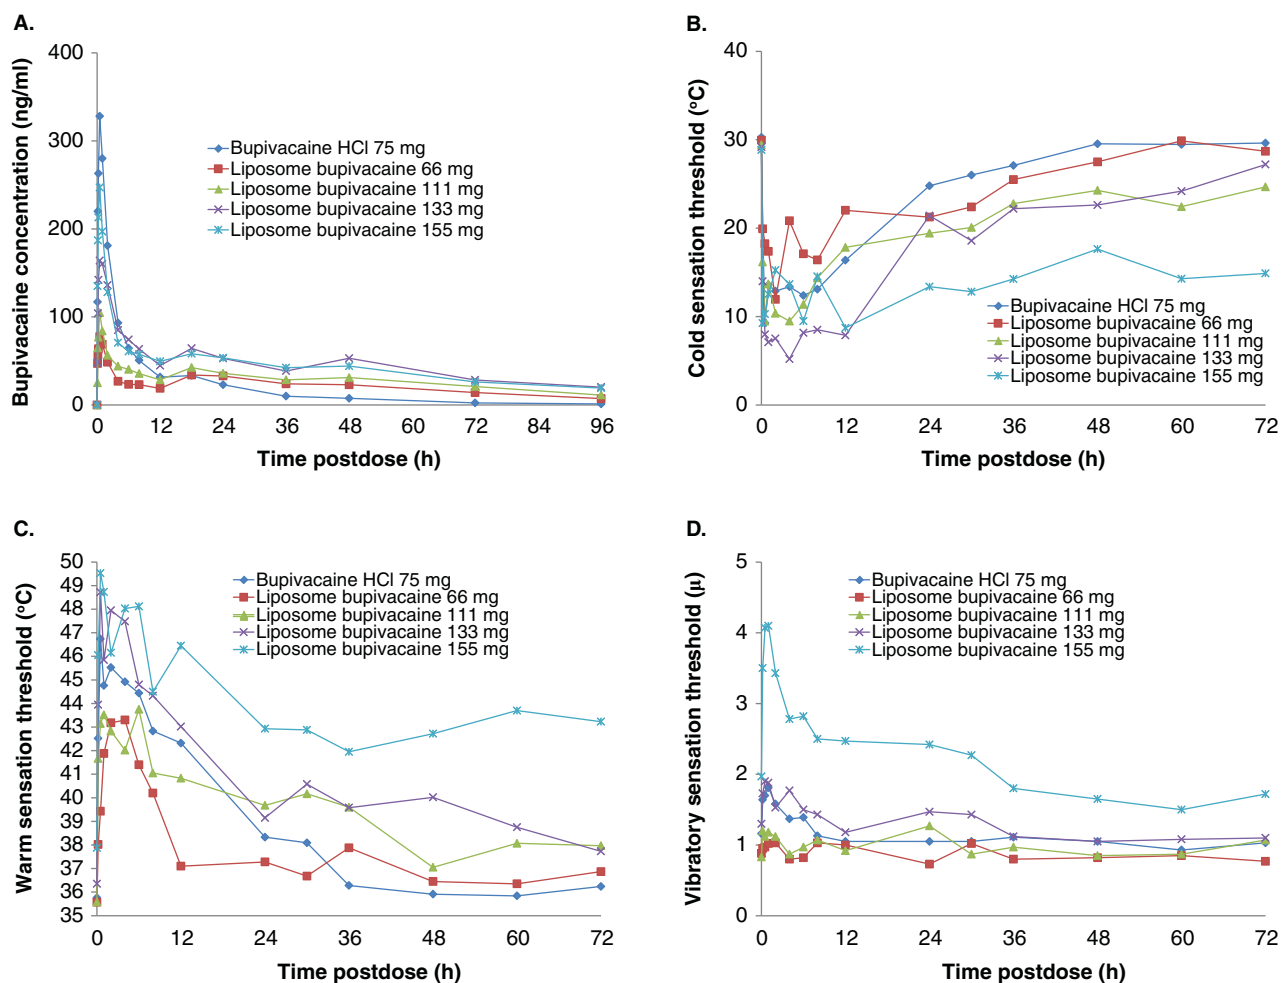 A.
Bupivacaine concentration (ng/ml)
400
300
200
100
0
Bupivacaine HCl 75 mg
Liposome bupivacaine 66 mg
Liposome bupivacaine 111 mg
Liposome bupivacaine 133 mg
Liposome bupivacaine 155 mg
0 12 24 36 48 60 72 84 96
Time postdose (h)
B.
Cold sensation threshold (°C)
40
30
20
10
0
Bupivacaine HCl 75 mg
Liposome bupivacaine 66 mg
Liposome bupivacaine 111 mg
Liposome bupivacaine 133 mg
Liposome bupivacaine 155 mg
0 12 24 36 48 60 72
Time postdose (h)
C.
Warm sensation threshold (°C)
50
49
48
47
46
45
44
43
42
41
40
39
38
37
36
35
Bupivacaine HCl 75 mg
Liposome bupivacaine 66 mg
Liposome bupivacaine 111 mg
Liposome bupivacaine 133 mg
Liposome bupivacaine 155 mg
0 12 24 36 48 60 72
Time postdose (h)
D.
Vibratory sensation threshold (μ)
5
4
3
2
1
0
Bupivacaine HCl 75 mg
Liposome bupivacaine 66 mg
Liposome bupivacaine 111 mg
Liposome bupivacaine 133 mg
Liposome bupivacaine 155 mg
0 12 24 36 48 60 72
Time postdose (h)